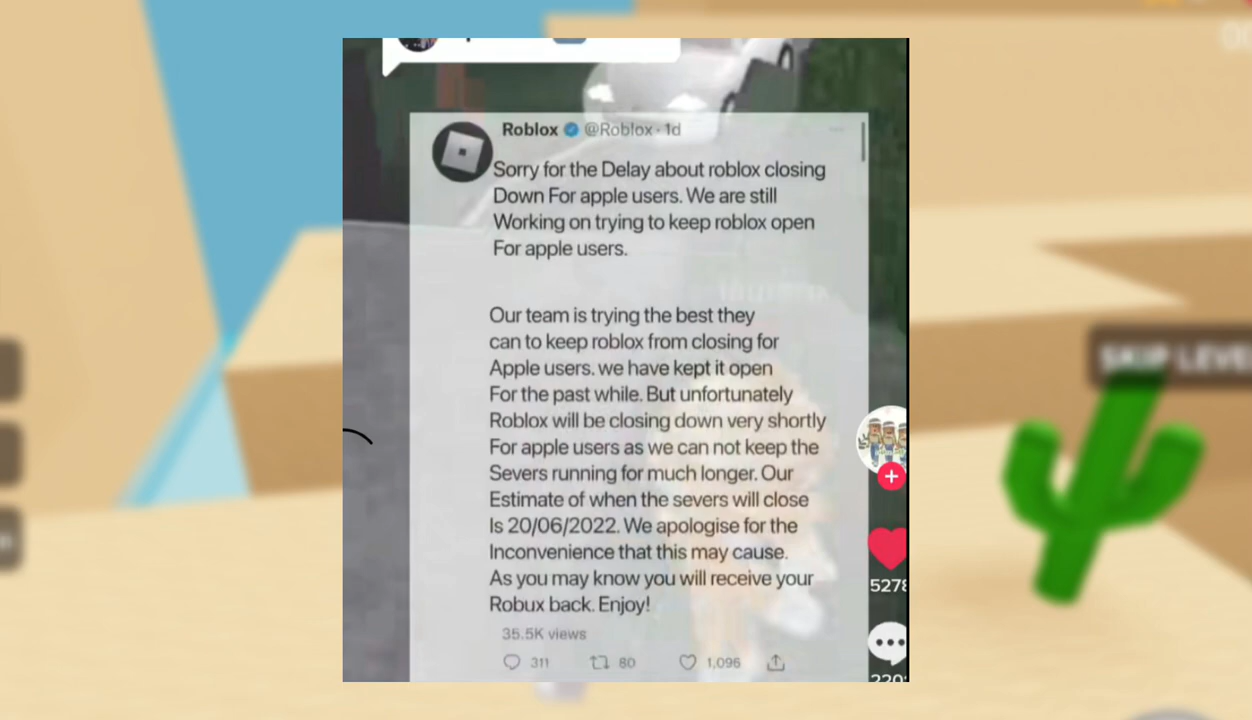 Roblox @Roblox · 1d
Sorry for the Delay about roblox closing
Down For apple users. We are still
Working on trying to keep roblox open
For apple users.
Our team is trying the best they
can to keep roblox from closing for
Apple users. we have kept it open
For the past while. But unfortunately
Roblox will be closing down very shortly
For apple users as we can not keep the
Severs running for much longer. Our
Estimate of when the severs will close
Is 20/06/2022. We apologise for the
Inconvenience that this may cause.
As you may know you will receive your
Robux back. Enjoy!
35.5K views
311 80 1,096
SKIP LEVE
5278